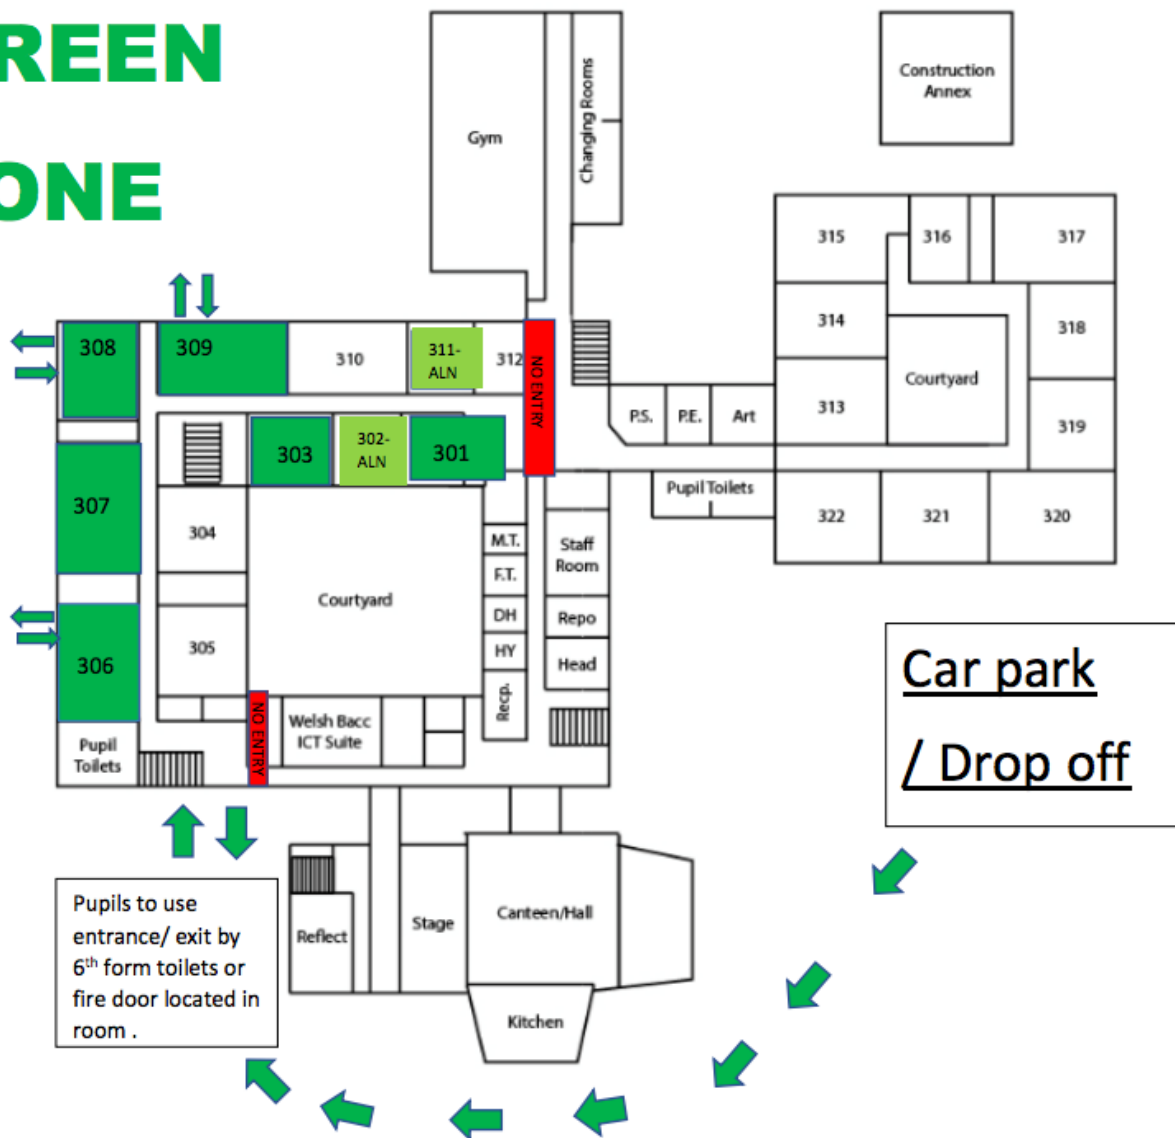 REEN
ONE
Gym
Changing Rooms
Construction
Annex
315
316
317
314
318
Courtyard
313
319
322
321
320
308
309
310
311-
ALN
312
NO ENTRY
P.S.
P.E.
Art
Pupil Toilets
303
302-
ALN
301
307
304
Courtyard
M.T.
F.T.
DH
HY
Recp.
Staff
Room
Repo
Head
306
305
NO ENTRY
Welsh Bacc
ICT Suite
Pupil
Toilets
Car park
/ Drop off
Pupils to use
entrance/ exit by
6th form toilets or
fire door located in
room .
Reflect
Stage
Canteen/Hall
Kitchen